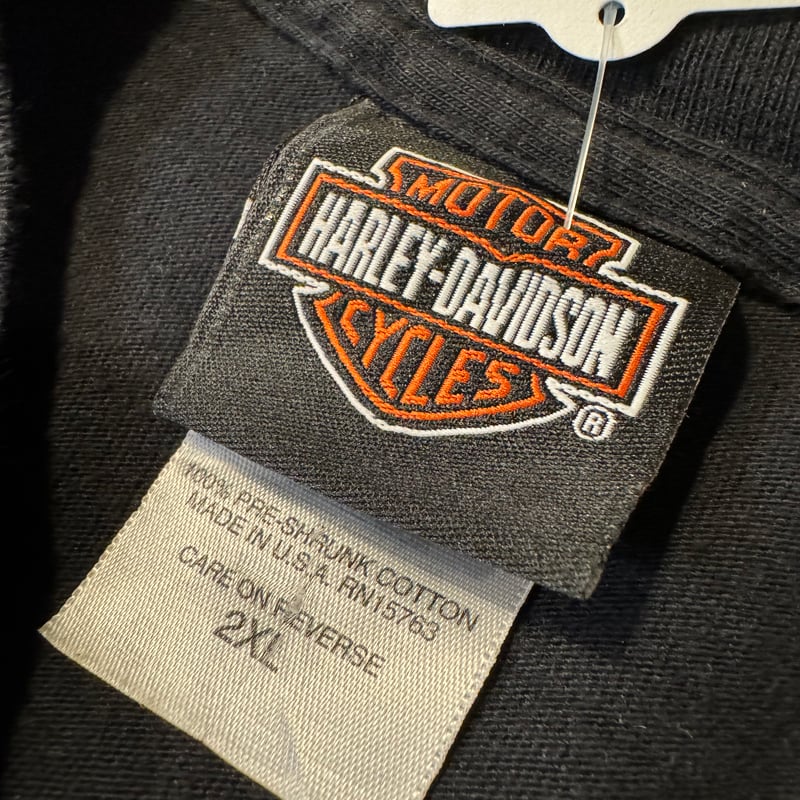 MOTOR
HARLEY-DAVIDSON
CYCLES
®
100% PRE-SHRUNK COTTON
MADE IN U.S.A. RN15763
CARE ON REVERSE
2XL